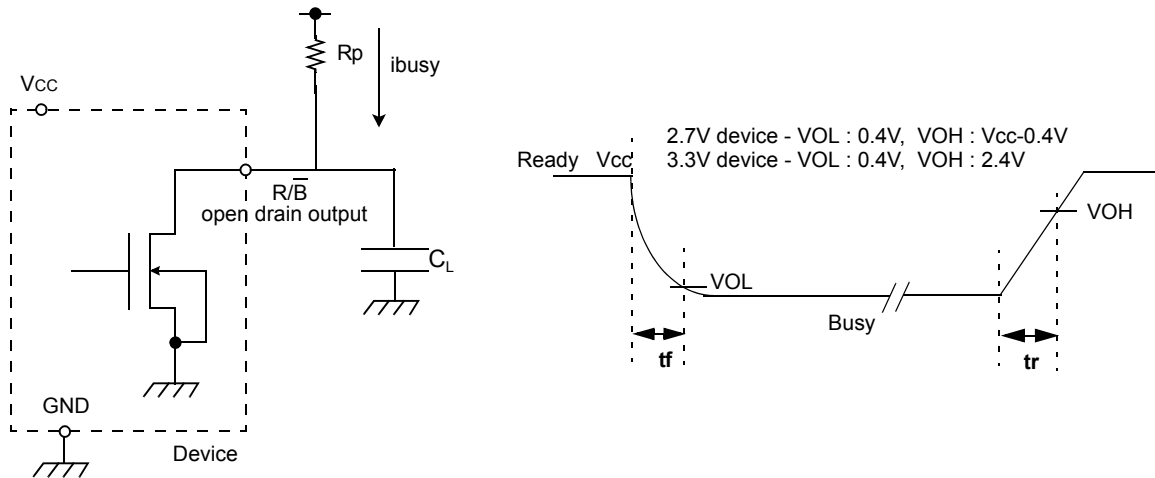 Rp
ibusy
VCC
R/B̅
open drain output
CL
GND
Device
2.7V device - VOL : 0.4V, VOH : Vcc-0.4V
Ready Vcc 3.3V device - VOL : 0.4V, VOH : 2.4V
VOH
VOL
Busy
tf
tr